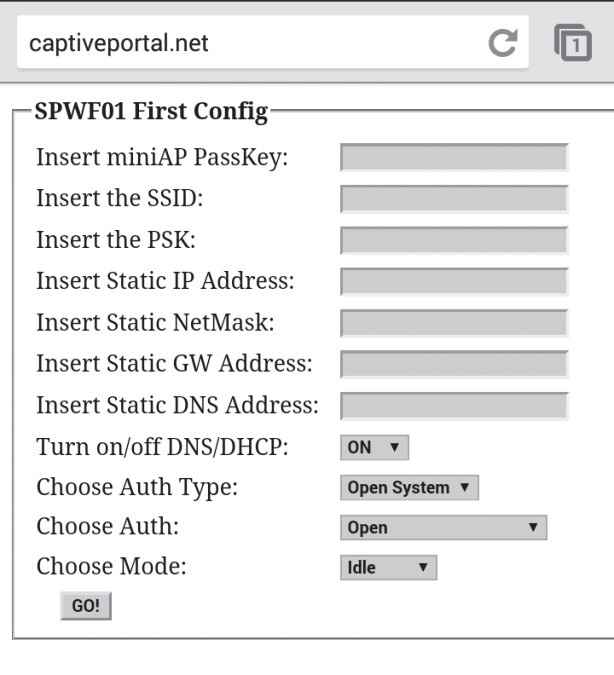 captiveportal.net
1
SPWF01 First Config
Insert miniAP PassKey:
Insert the SSID:
Insert the PSK:
Insert Static IP Address:
Insert Static NetMask:
Insert Static GW Address:
Insert Static DNS Address:
Turn on/off DNS/DHCP: ON
Choose Auth Type: Open System
Choose Auth: Open
Choose Mode: Idle
GO!